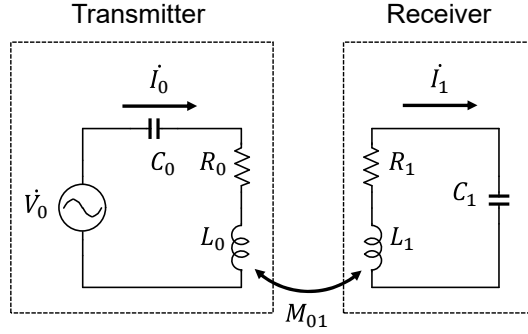 Transmitter
Receiver
İ₀
İ₁
C₀
R₀
R₁
C₁
V̇₀
L₀
L₁
M₀₁